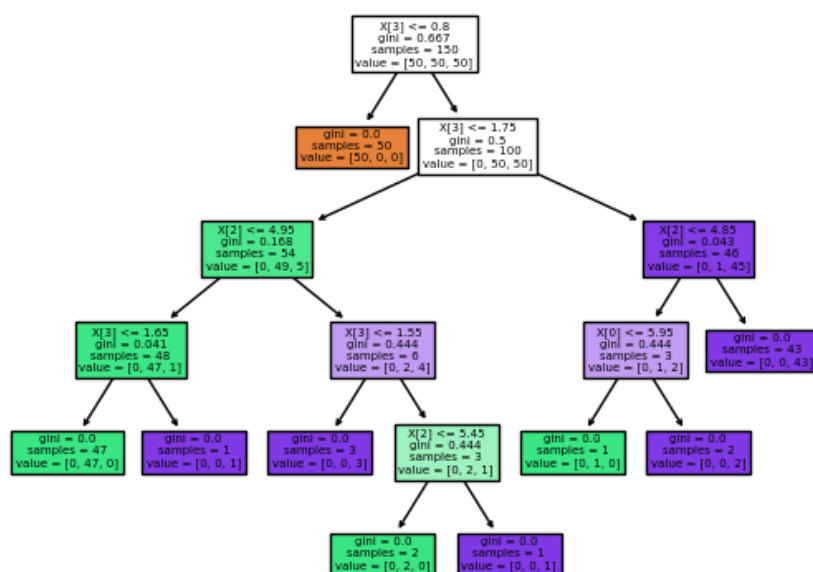 X[3] <= 0.8
gini = 0.667
samples = 150
value = [50, 50, 50]
gini = 0.0
samples = 50
value = [50, 0, 0]
X[3] <= 1.75
gini = 0.5
samples = 100
value = [0, 50, 50]
X[2] <= 4.95
gini = 0.168
samples = 54
value = [0, 49, 5]
X[2] <= 4.85
gini = 0.043
samples = 46
value = [0, 1, 45]
X[3] <= 1.65
gini = 0.041
samples = 48
value = [0, 47, 1]
X[3] <= 1.55
gini = 0.444
samples = 6
value = [0, 2, 4]
X[0] <= 5.95
gini = 0.444
samples = 3
value = [0, 1, 2]
gini = 0.0
samples = 43
value = [0, 0, 43]
gini = 0.0
samples = 47
value = [0, 47, 0]
gini = 0.0
samples = 1
value = [0, 0, 1]
gini = 0.0
samples = 3
value = [0, 0, 3]
X[2] <= 5.45
gini = 0.444
samples = 3
value = [0, 2, 1]
gini = 0.0
samples = 1
value = [0, 1, 0]
gini = 0.0
samples = 2
value = [0, 0, 2]
gini = 0.0
samples = 2
value = [0, 2, 0]
gini = 0.0
samples = 1
value = [0, 0, 1]